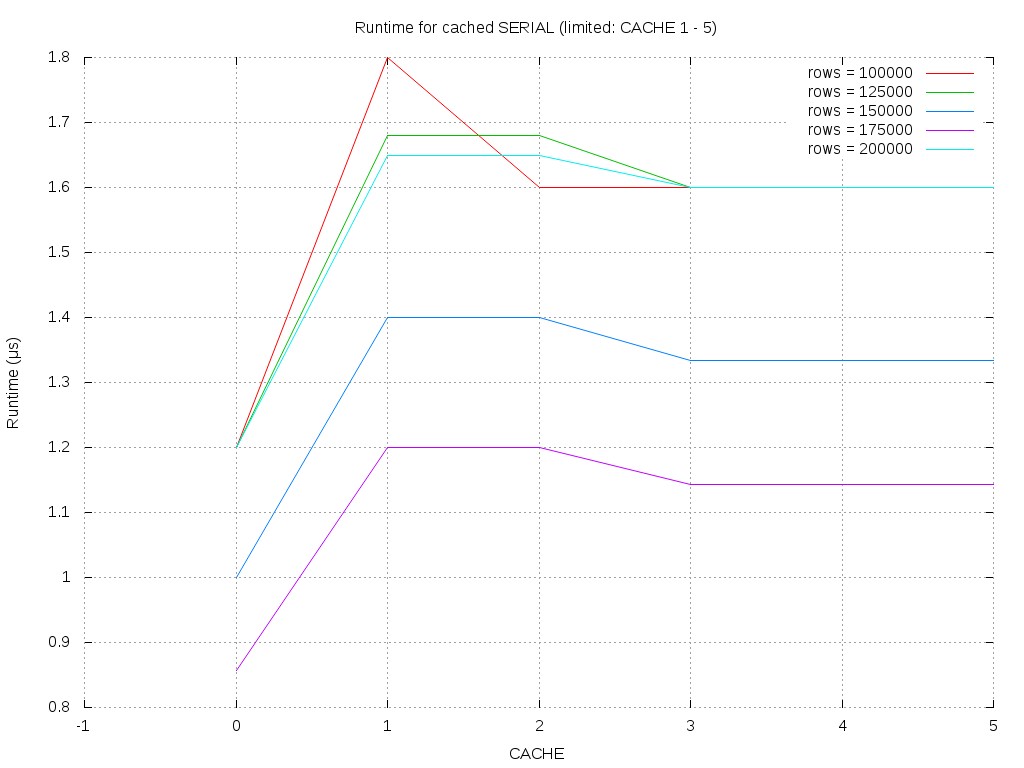 Runtime for cached SERIAL (limited: CACHE 1 - 5)
1.8
1.7
1.6
1.5
1.4
1.3
1.2
1.1
1
0.9
0.8
Runtime (µs)
rows = 100000
rows = 125000
rows = 150000
rows = 175000
rows = 200000
-1 0 1 2 3 4 5
CACHE